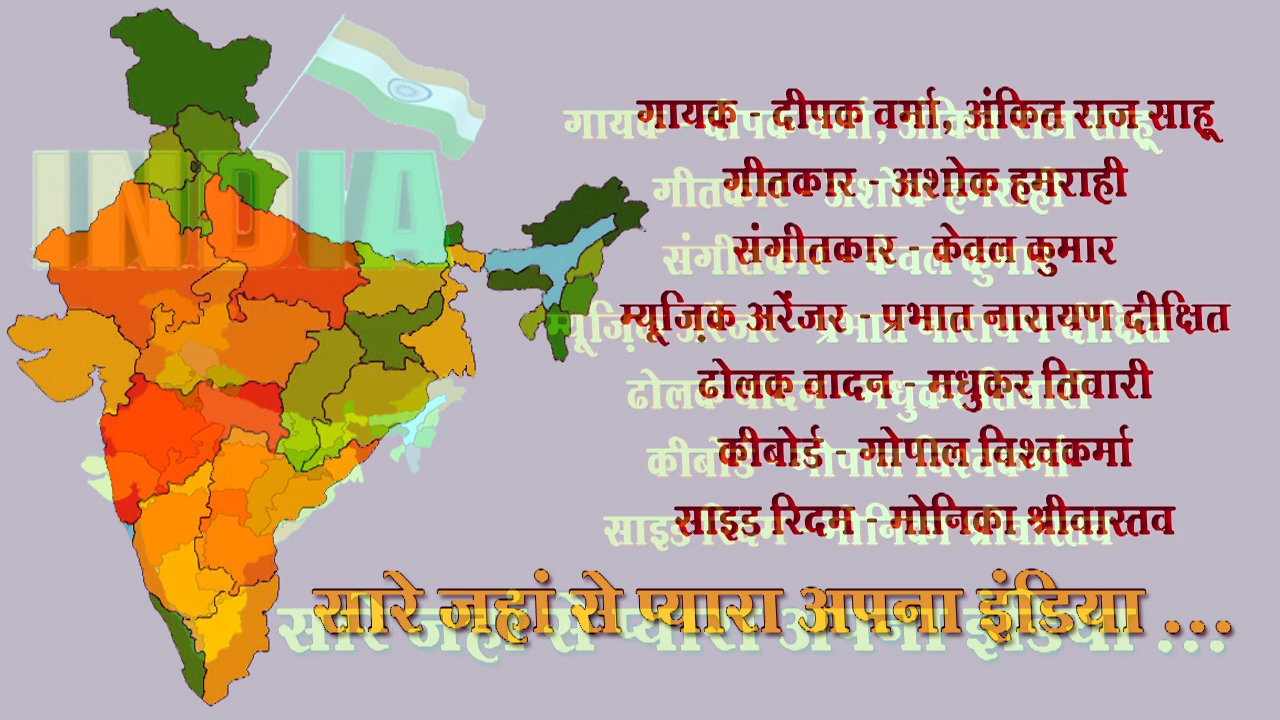 INDIA
गायक - दीपक वर्मा, अंकित राज साहू
गीतकार - अशोक हमराही
संगीतकार - केवल कुमार
म्यूज़िक अरेंजर - प्रभात नारायण दीक्षित
ढोलक वादन - मधुकर तिवारी
कीबोर्ड - गोपाल विश्वकर्मा
साइड रिदम - मोनिका श्रीवास्तव
सारे जहां से प्यारा अपना इंडिया ...